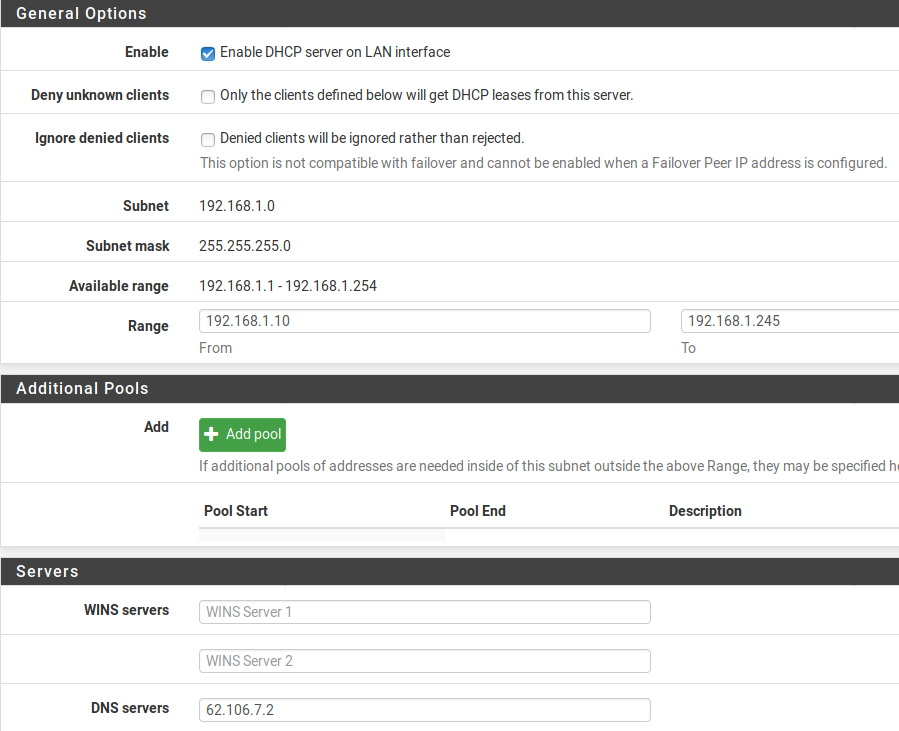 General Options
Enable Enable DHCP server on LAN interface
Deny unknown clients Only the clients defined below will get DHCP leases from this server.
Ignore denied clients Denied clients will be ignored rather than rejected.
This option is not compatible with failover and cannot be enabled when a Failover Peer IP address is configured.
Subnet 192.168.1.0
Subnet mask 255.255.255.0
Available range 192.168.1.1 - 192.168.1.254
Range 192.168.1.10 192.168.1.245
From To
Additional Pools
Add Add pool
If additional pools of addresses are needed inside of this subnet outside the above Range, they may be specified
Pool Start Pool End Description
Servers
WINS servers WINS Server 1
WINS Server 2
DNS servers 62.106.7.2